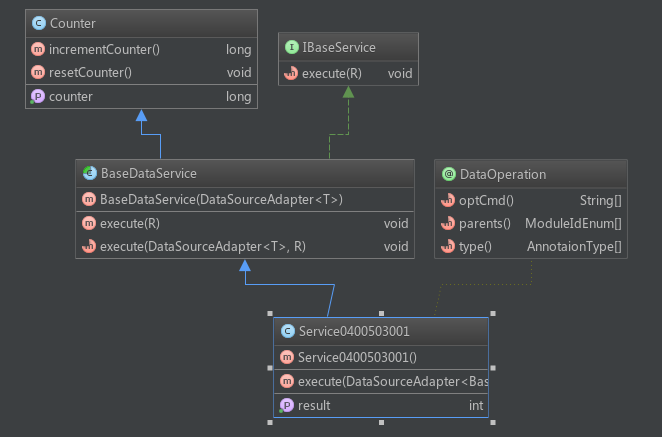 Counter
incrementCounter() long
resetCounter() void
counter long
IBaseService
execute(R) void
BaseDataService
BaseDataService(DataSourceAdapter<T>)
execute(R) void
execute(DataSourceAdapter<T>, R) void
DataOperation
optCmd() String[]
parents() ModuleIdEnum[]
type() AnnotaionType[]
Service0400503001
Service0400503001()
execute(DataSourceAdapter<Bas
result int